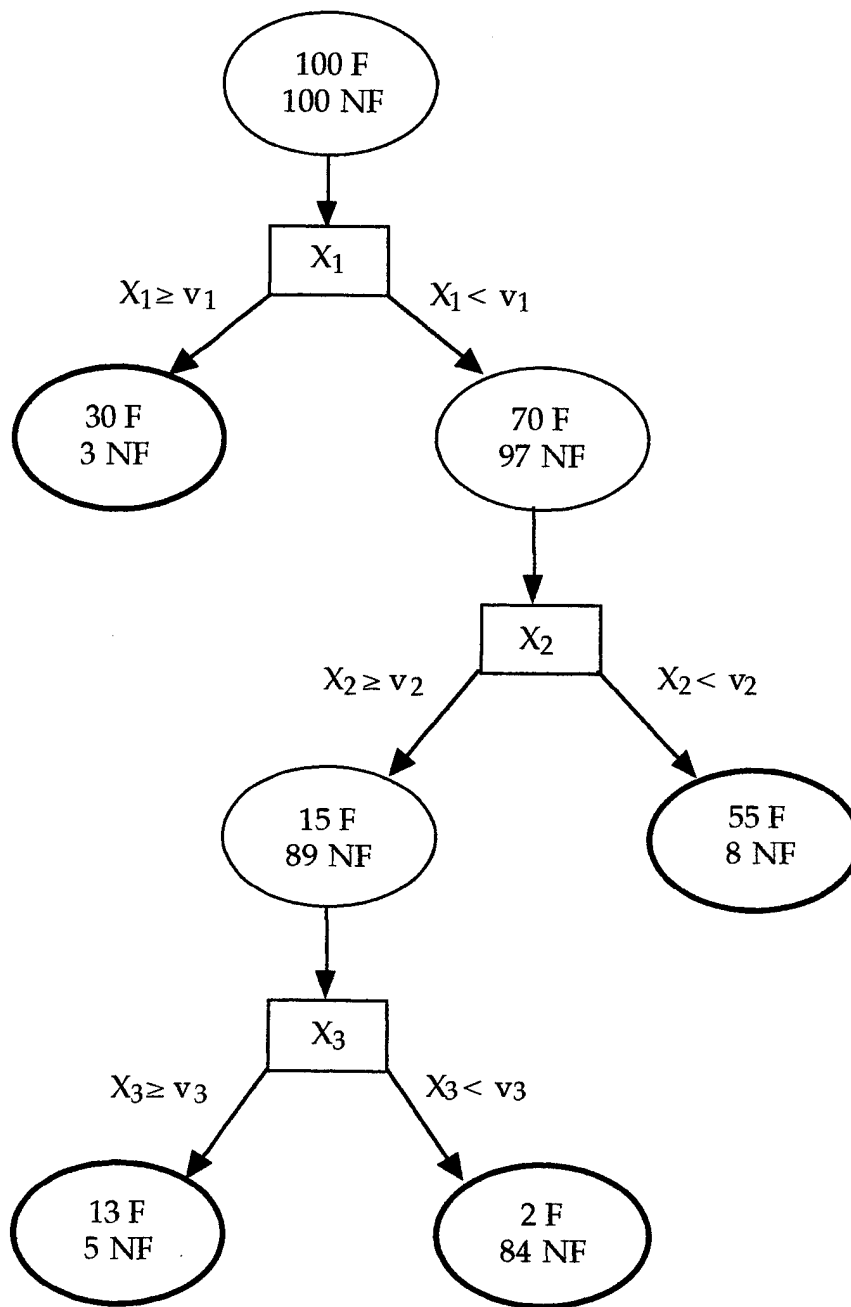 100 F
100 NF
X₁
X₁ ≥ v₁
X₁ < v₁
30 F
3 NF
70 F
97 NF
X₂
X₂ ≥ v₂
X₂ < v₂
15 F
89 NF
55 F
8 NF
X₃
X₃ ≥ v₃
X₃ < v₃
13 F
5 NF
2 F
84 NF